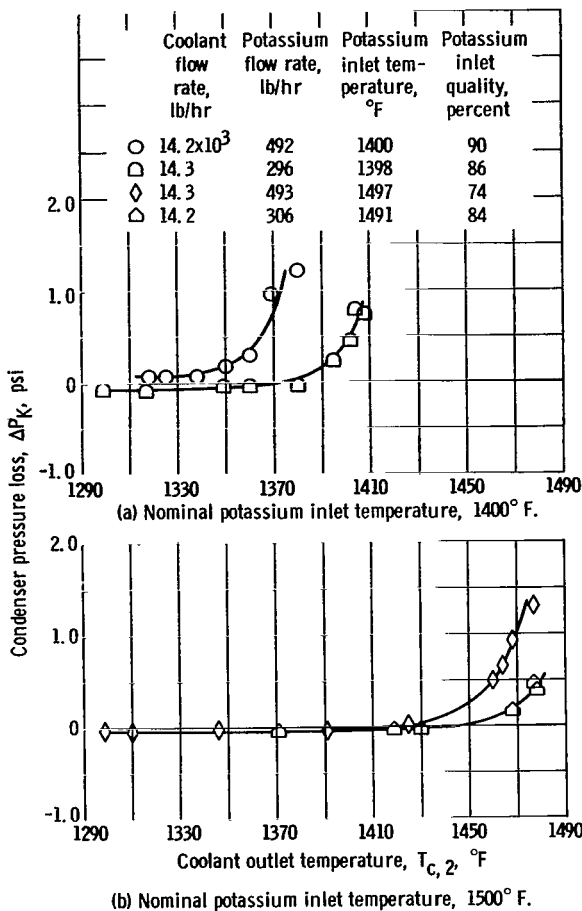 Coolant Potassium Potassium Potassium
flow flow rate, inlet tem- inlet
rate, lb/hr perature, quality,
lb/hr °F percent
14.2x10³ 492 1400 90
14.3 296 1398 86
14.3 493 1497 74
14.2 306 1491 84
2.0
1.0
0
-1.0
1290 1330 1370 1410 1450 1490
(a) Nominal potassium inlet temperature, 1400° F.
Condenser pressure loss, ΔP_K, psi
2.0
1.0
0
-1.0
1290 1330 1370 1410 1450 1490
Coolant outlet temperature, T_c, 2, °F
(b) Nominal potassium inlet temperature, 1500° F.